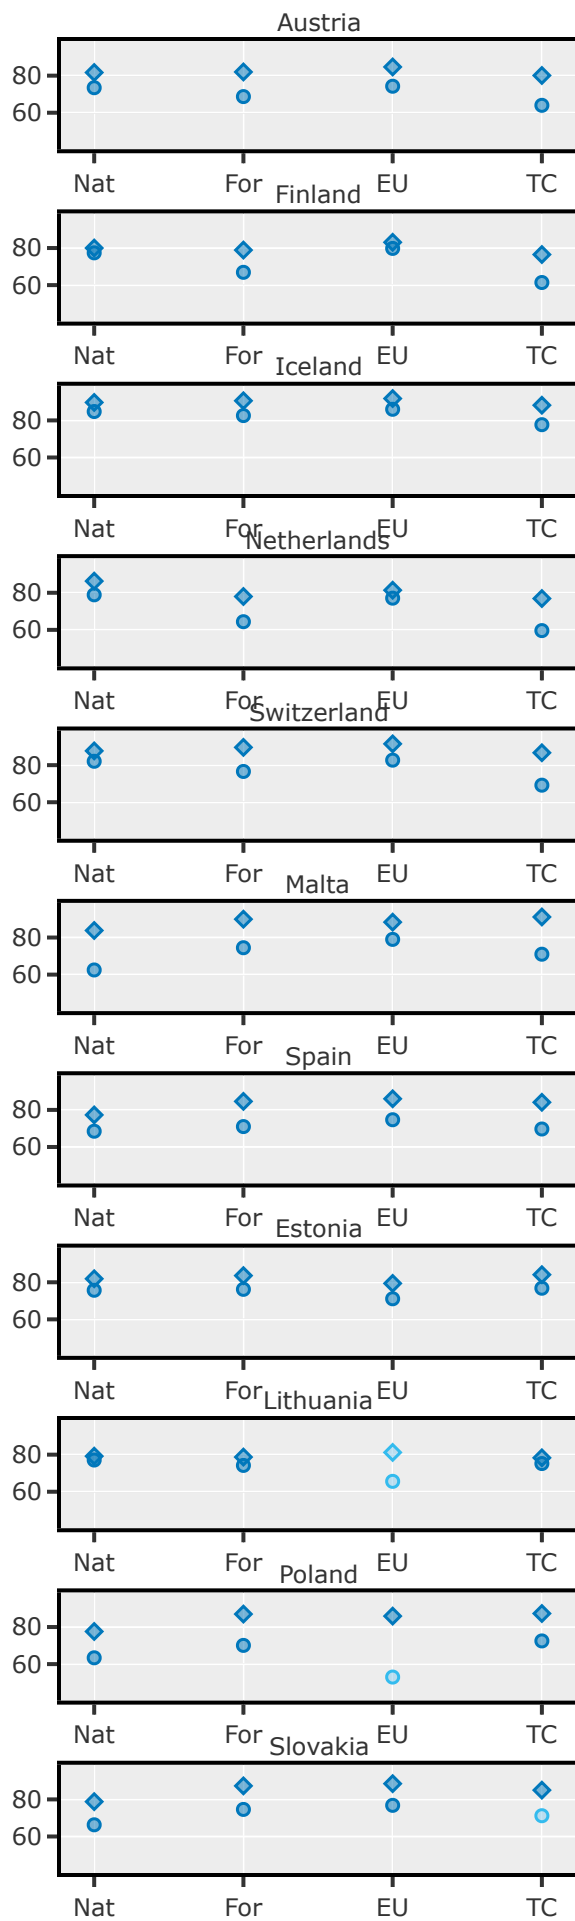 Austria
80
60
Nat For EU TC
Finland
80
60
Nat For EU TC
Iceland
80
60
Nat For EU TC
Netherlands
80
60
Nat For EU TC
Switzerland
80
60
Nat For EU TC
Malta
80
60
Nat For EU TC
Spain
80
60
Nat For EU TC
Estonia
80
60
Nat For EU TC
Lithuania
80
60
Nat For EU TC
Poland
80
60
Nat For EU TC
Slovakia
80
60
Nat For EU TC